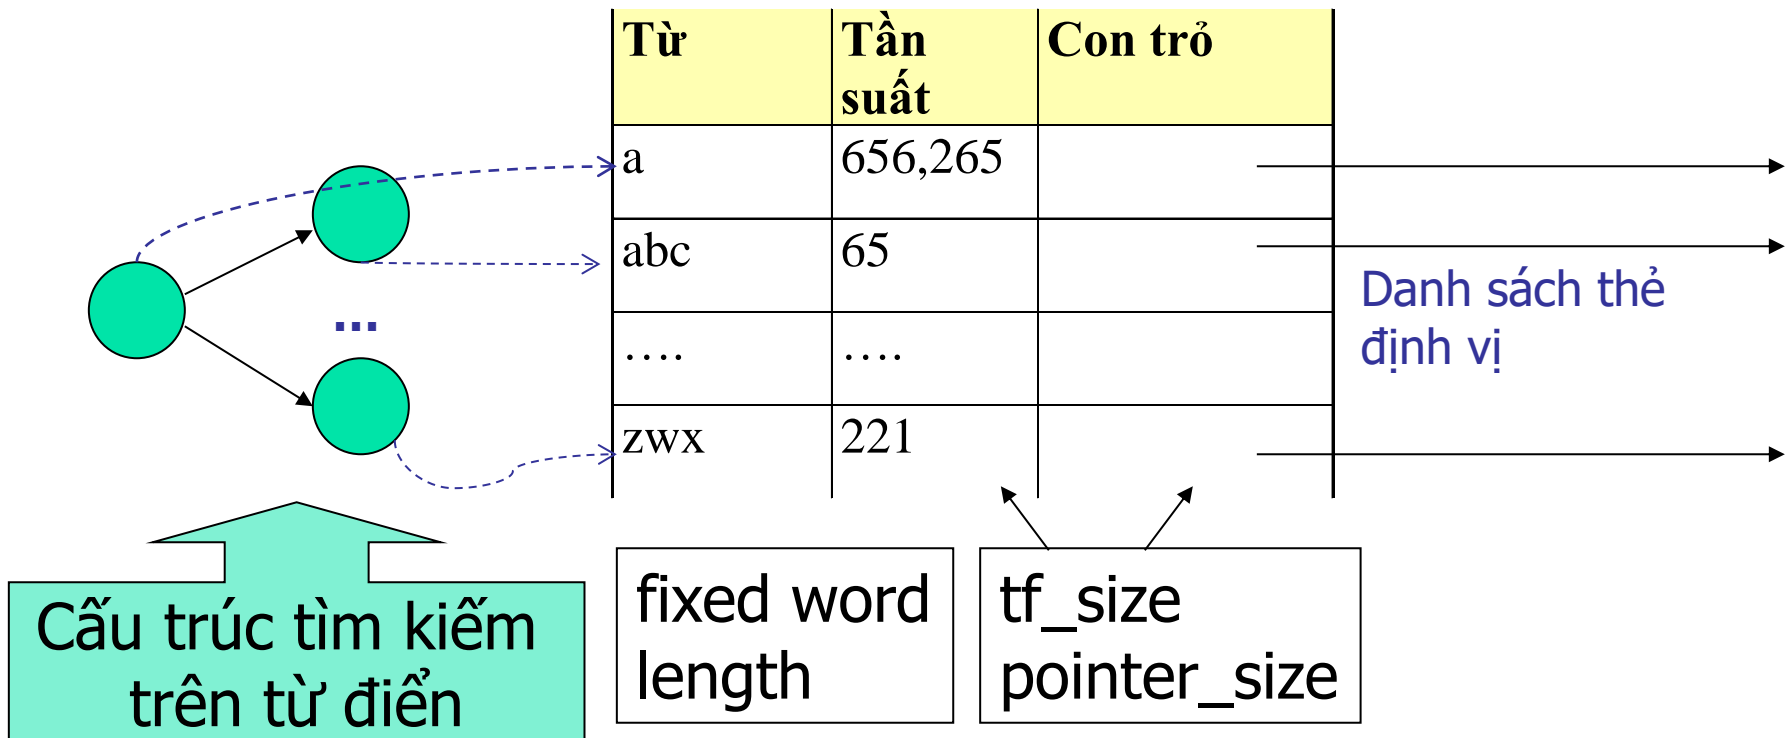 Từ Tần suất Con trỏ
a 656,265
abc 65
Danh sách thẻ
định vị
...
.... ....
zwx 221
fixed word
length
tf_size
pointer_size
Cấu trúc tìm kiếm
trên từ điển